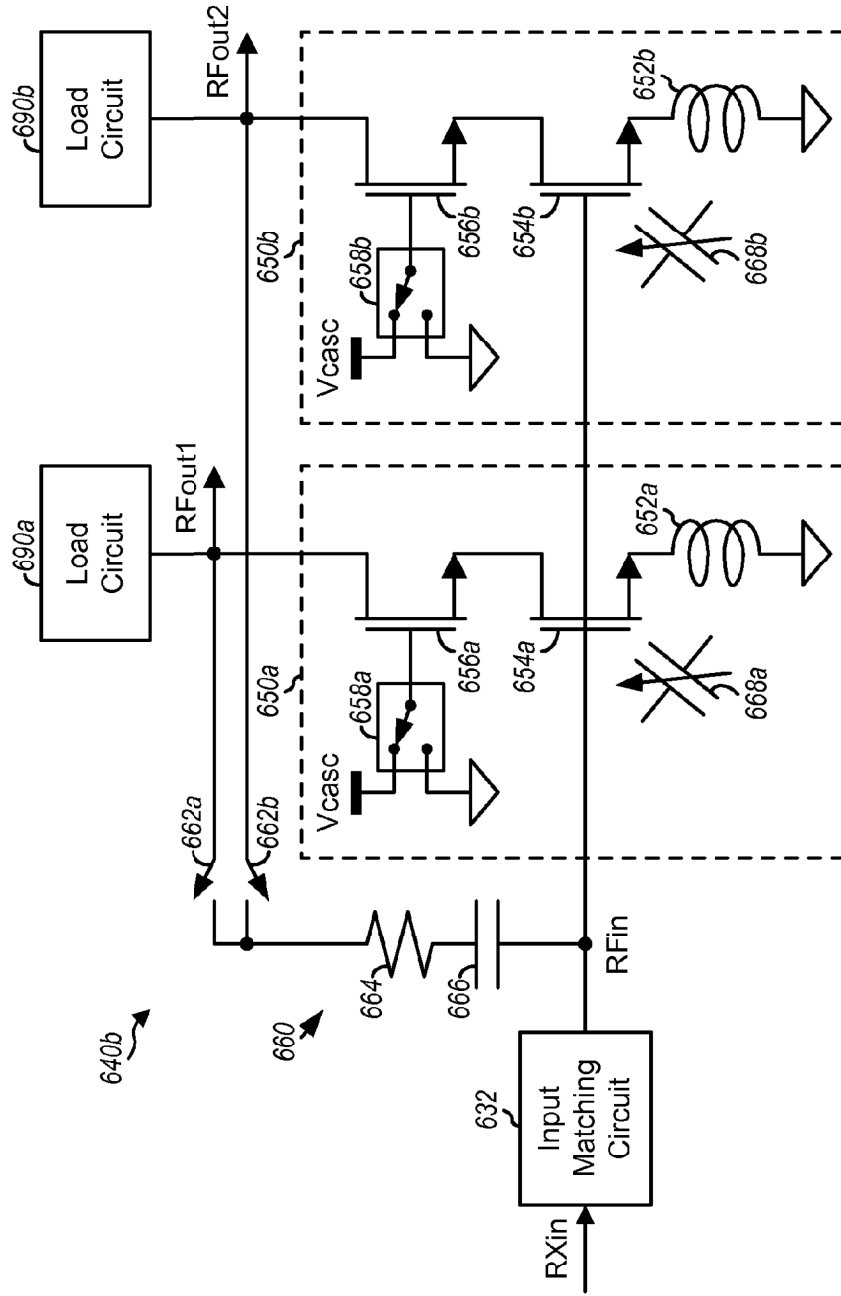 690a
Load
Circuit
690b
Load
Circuit
RFout1
RFout2
662a
662b
640b
660
664
666
650a
650b
Vcasc
658a
656a
Vcasc
658b
656b
654a
654b
652a
652b
668a
668b
RFin
632
Input
Matching
Circuit
RXin